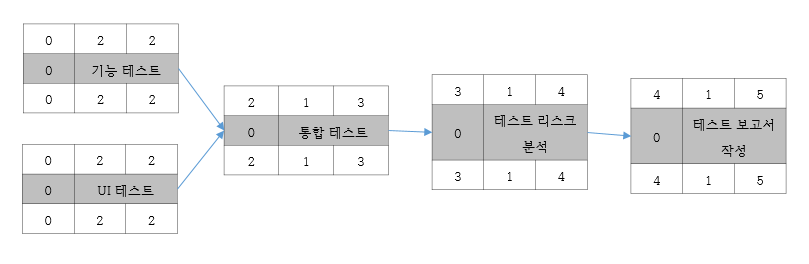 0 2 2
0 기능 테스트
0 2 2
0 2 2
0 UI 테스트
0 2 2
2 1 3
0 통합 테스트
2 1 3
3 1 4
0 테스트 리스크
분석
3 1 4
4 1 5
0 테스트 보고서
작성
4 1 5